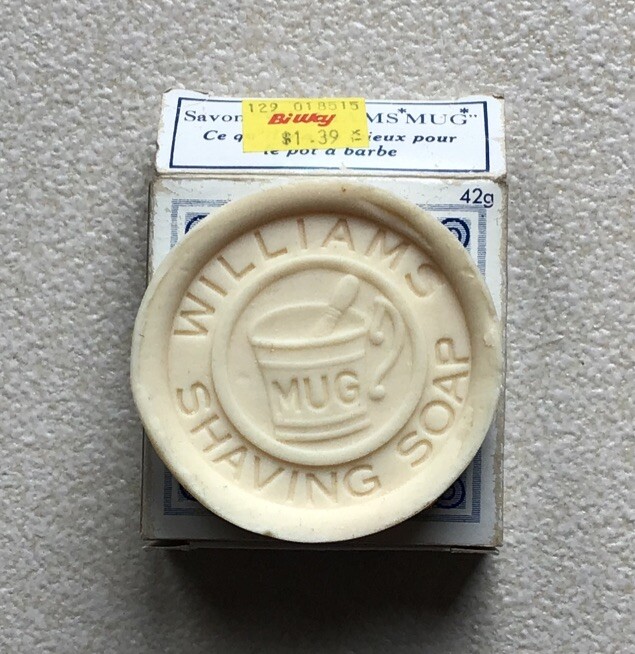 129 018515
BiWay
$1.39
Savon MS* MUG*"
Ce q ieux pour
le pot à barbe
42g
WILLIAMS
MUG
SHAVING SOAP